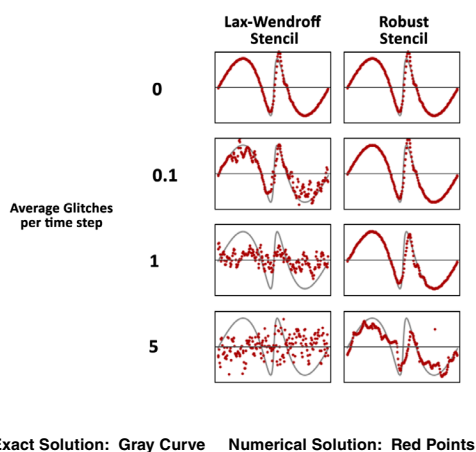 Lax-Wendroff Robust
Stencil Stencil
0
0.1
Average Glitches
per time step
1
5
Exact Solution: Gray Curve Numerical Solution: Red Points